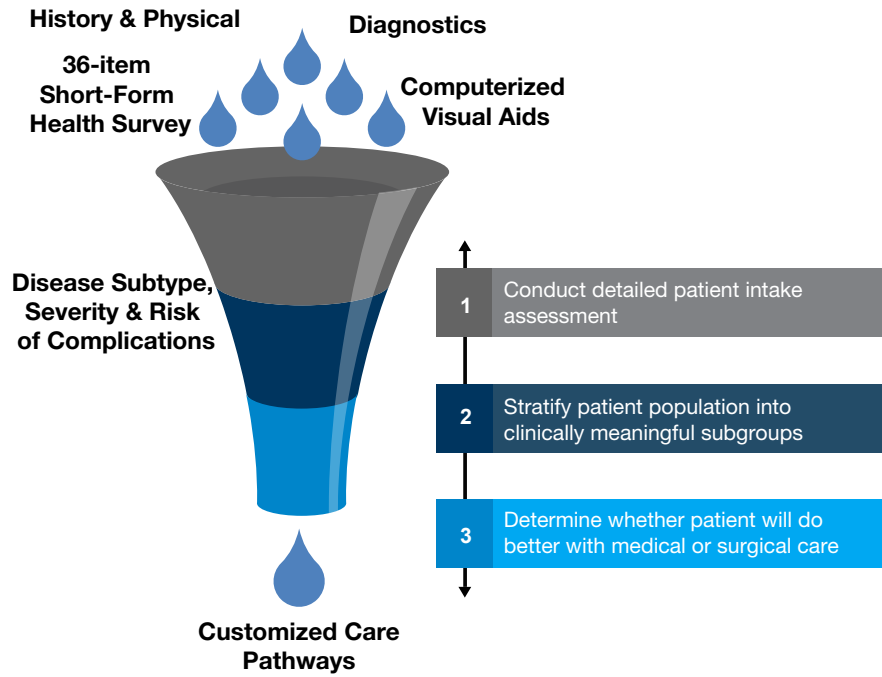 History & Physical
Diagnostics
36-item
Short-Form
Health Survey
Computerized
Visual Aids
Disease Subtype,
Severity & Risk
of Complications
1
Conduct detailed patient intake
assessment
2
Stratify patient population into
clinically meaningful subgroups
3
Determine whether patient will do
better with medical or surgical care
Customized Care
Pathways